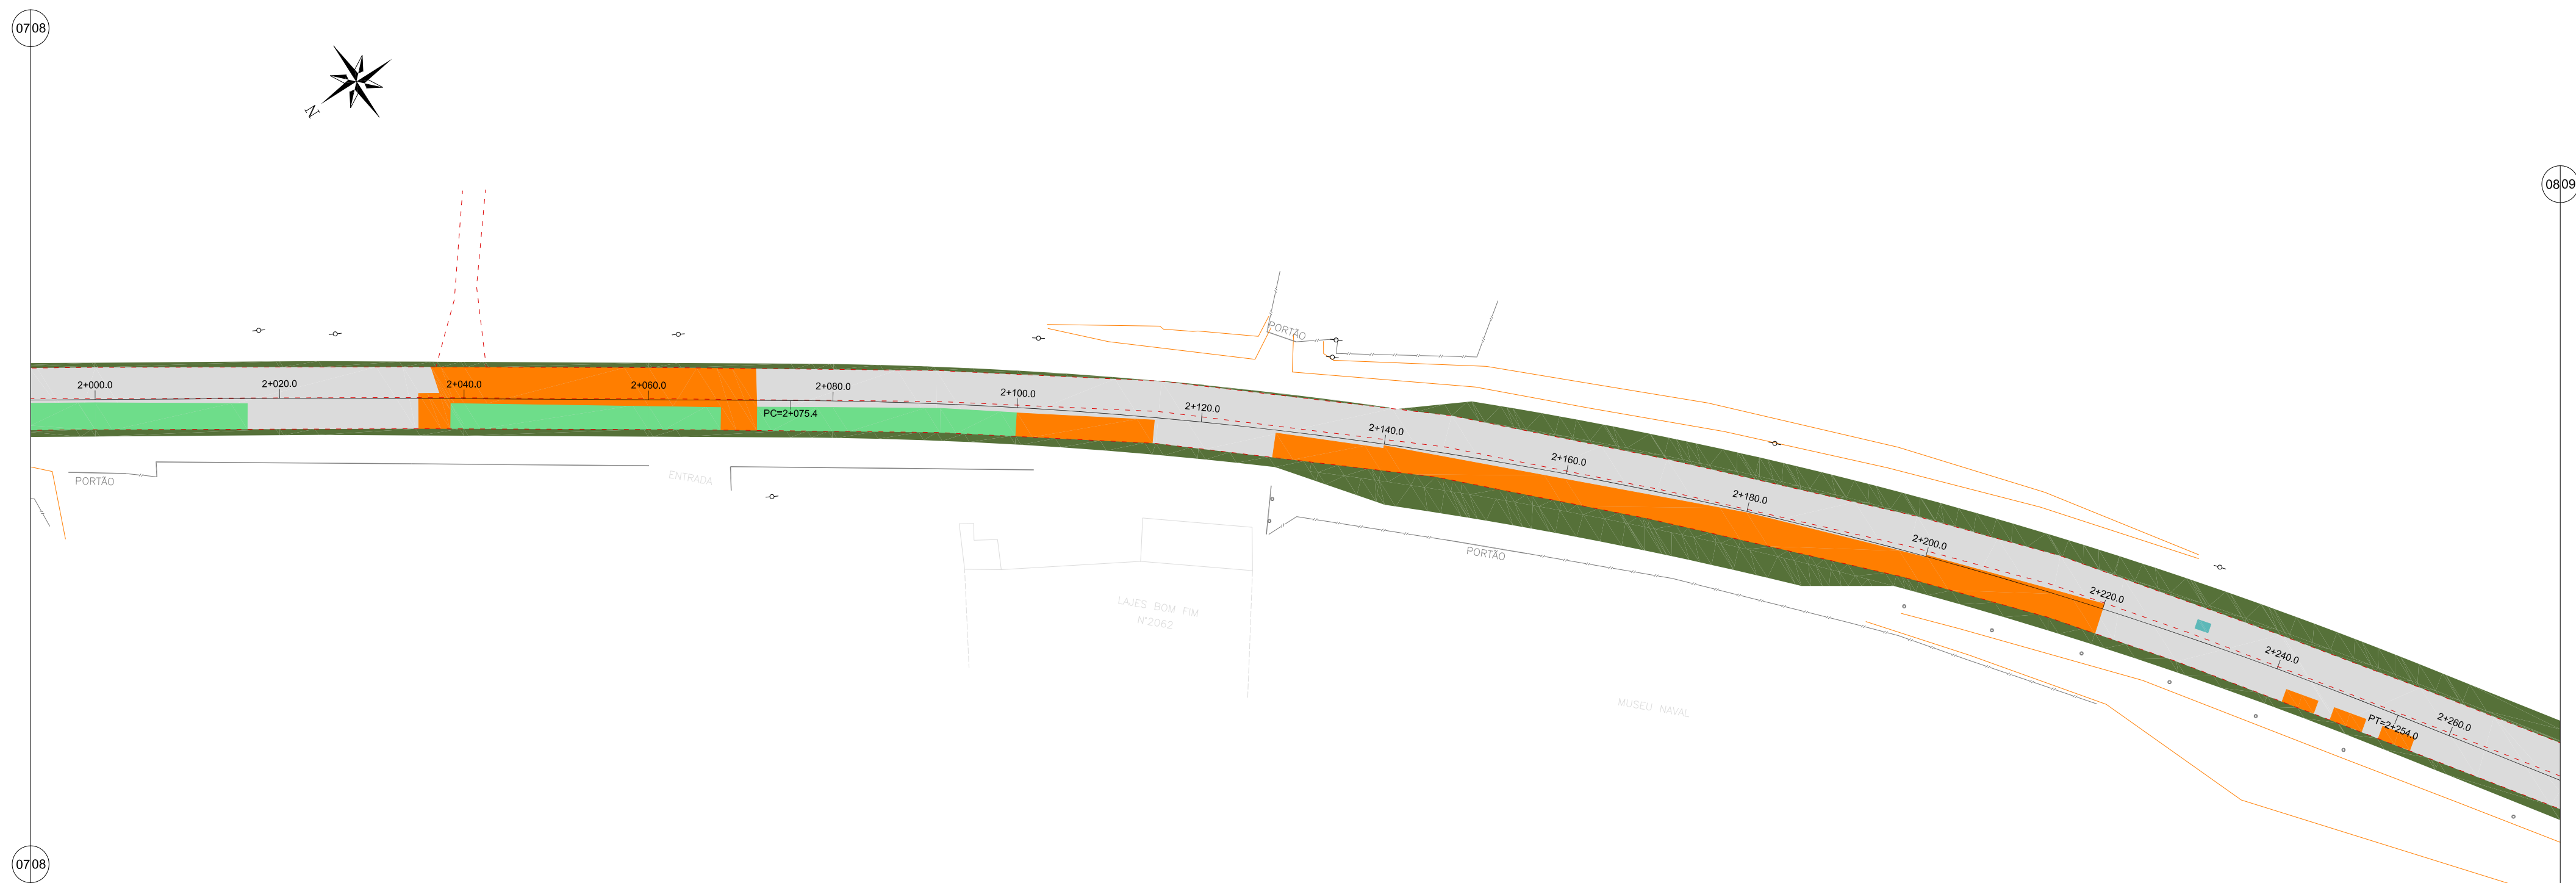 07 08
N
08 09
PORTÃO
2+000.0
2+020.0
2+040.0
2+060.0
2+080.0
PC=2+075.4
2+100.0
2+120.0
2+140.0
2+160.0
2+180.0
2+200.0
2+220.0
2+240.0
2+260.0
PT=2+254.0
PORTÃO
ENTRADA
PORTÃO
LAJES BOM FIM
N°2062
MUSEU NAVAL
07 08